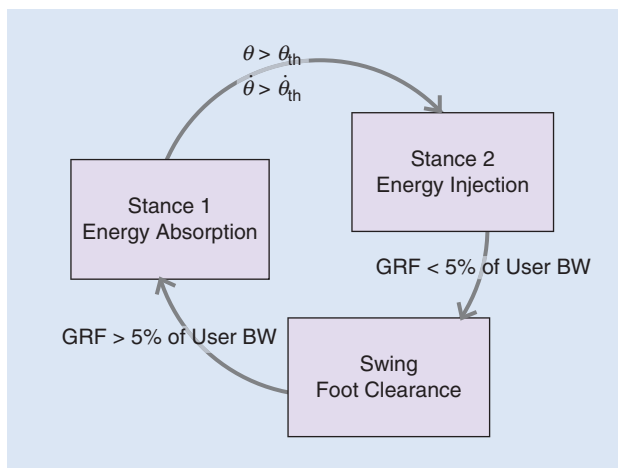 θ > θth
θ̇ > θ̇th
Stance 2
Energy Injection
Stance 1
Energy Absorption
GRF < 5% of User BW
GRF > 5% of User BW
Swing
Foot Clearance